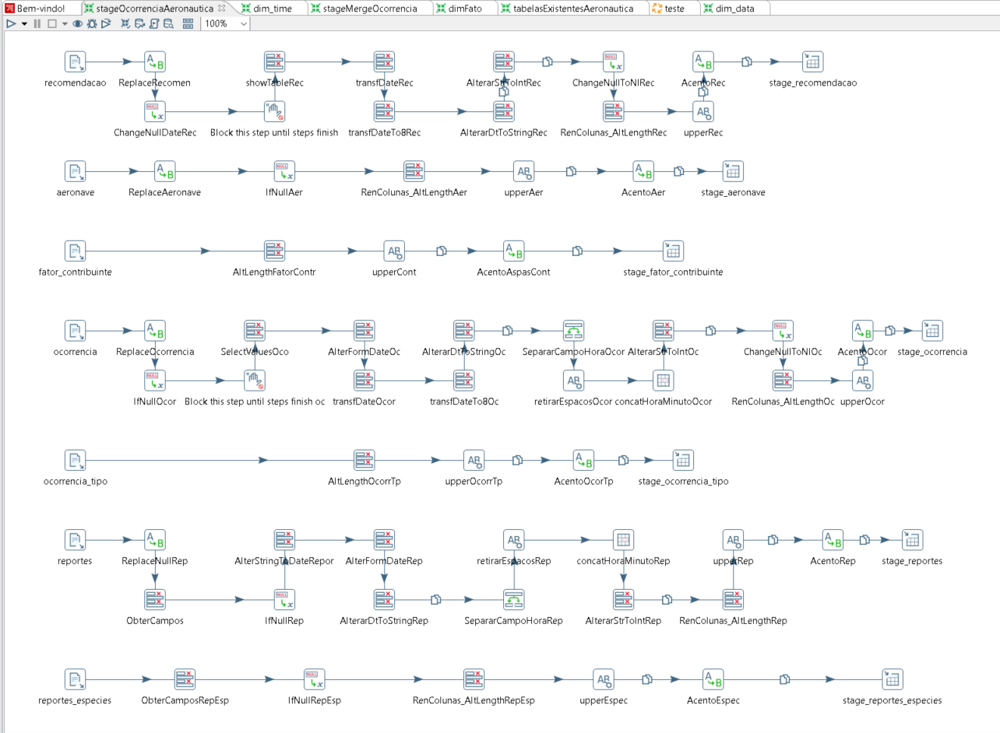 Bem-vindo!
stageOcorrenciaAeronautica
dim_time
stageMergeOcorrencia
dimFato
tabelasExistentesAeronautica
teste
dim_data
100%
recomendacao ReplaceRecomen showTableRec transfDateRec AlterarStrToIntRec ChangeNullToNIRec AcentoRec stage_recomendacao
ChangeNullDateRec Block this step until steps finish transfDateTo8Rec AlterarDtToStringRec RenColunas_AltLengthRec upperRec
aeronave ReplaceAeronave IfNullAer RenColunas_AltLengthAer upperAer AcentoAer stage_aeronave
fator_contribuinte AltLengthFatorContr upperCont AcentoAspasCont stage_fator_contribuinte
ocorrencia ReplaceOcorrencia SelectValuesOco AlterFormDateOc AlterarDtToStringOc SepararCampoHoraOcor AlterarStrToIntOc ChangeNullToNIOc AcentoOcor stage_ocorrencia
IfNullOcor Block this step until steps finish oc transfDateOcor transfDateTo8Oc retirarEspacosOcor concatHoraMinutoOcor RenColunas_AltLengthOc upperOcor
ocorrencia_tipo AltLengthOcorrTp upperOcorrTp AcentoOcorTp stage_ocorrencia_tipo
reportes ReplaceNullRep AlterStringToDateRepor AlterFormDateRep retirarEspacosRep concatHoraMinutoRep upperRep AcentoRep stage_reportes
ObterCampos IfNullRep AlterarDtToStringRep SepararCampoHoraRep AlterarStrToIntRep RenColunas_AltLengthRep
reportes_especies ObterCamposRepEsp IfNullRepEsp RenColunas_AltLengthRepEsp upperEspec AcentoEspec stage_reportes_especies